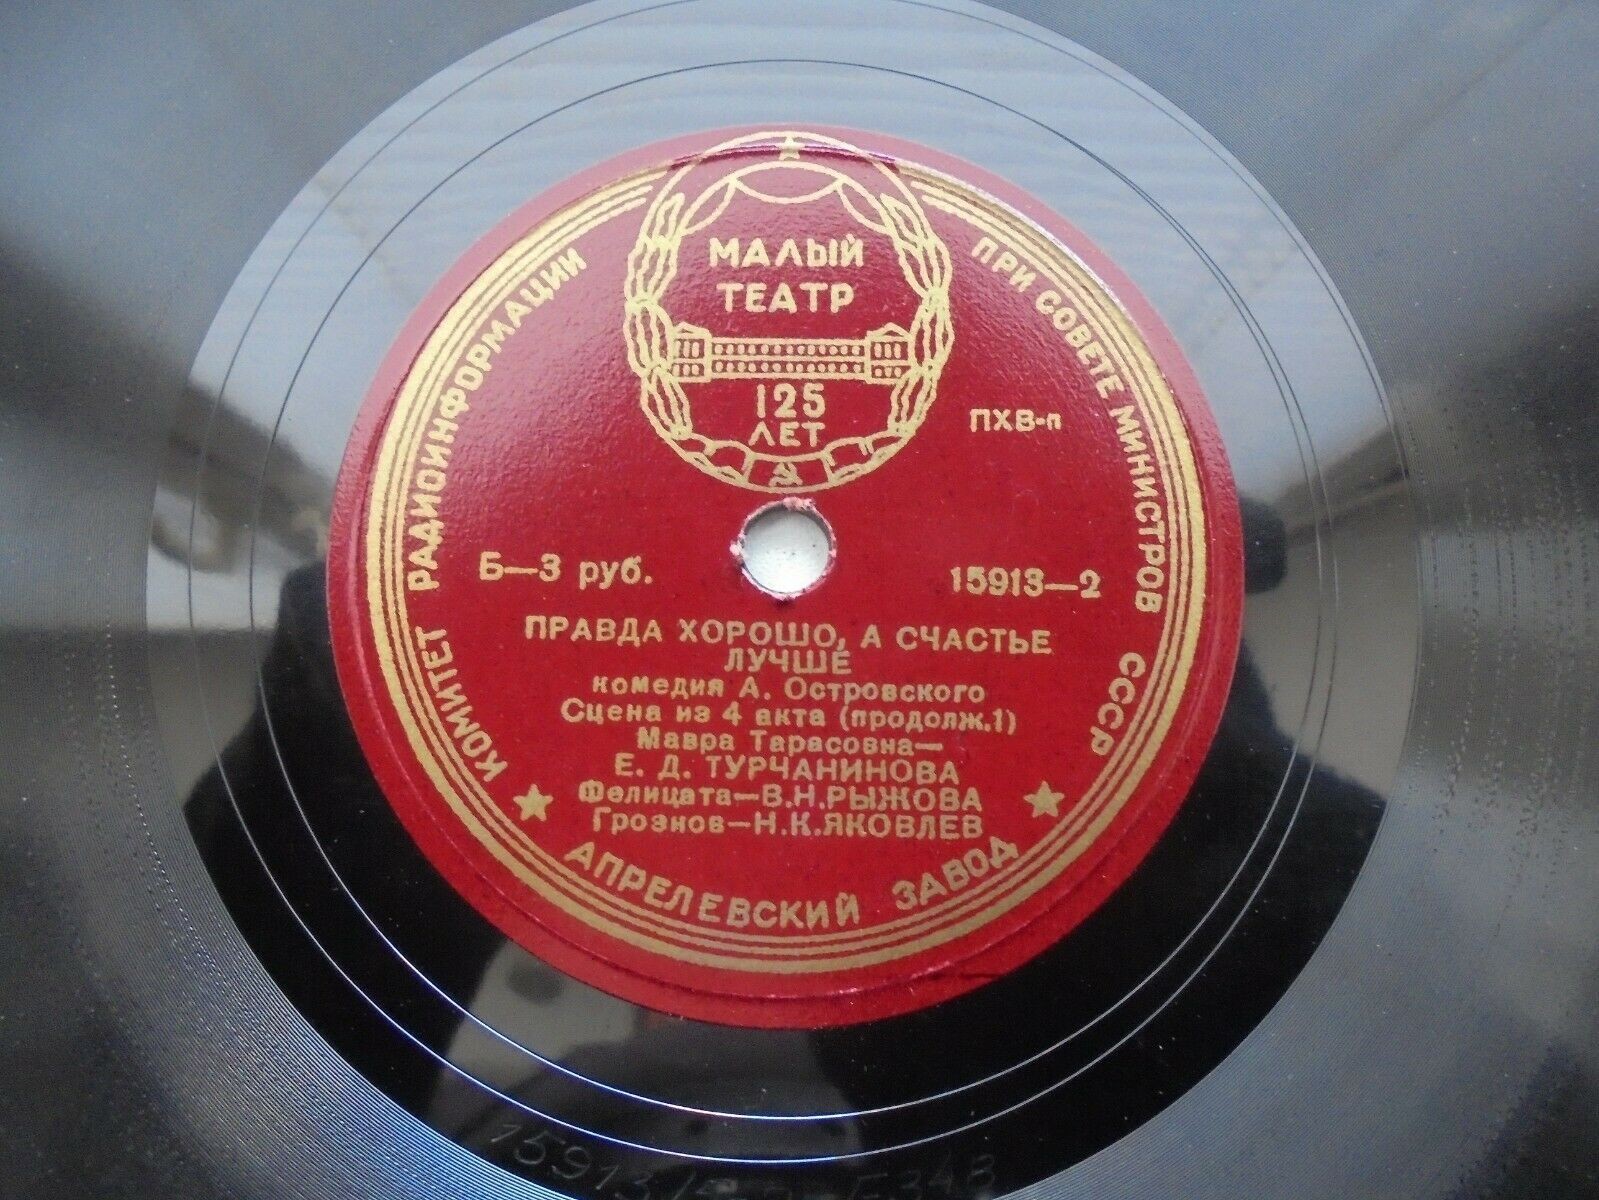 МАЛЫЙ
ТЕАТР
125
ЛЕТ
КОМИТЕТ РАДИОИНФОРМАЦИИ ПРИ СОВЕТЕ МИНИСТРОВ СССР
ПХВ-п
Б—3 руб. 15913—2
ПРАВДА ХОРОШО, А СЧАСТЬЕ
ЛУЧШЕ
комедия А. Островского
Сцена из 4 акта (продолж.1)
Мавра Тарасовна—
Е. Д. ТУРЧАНИНОВА
Фелицата—В.Н.РЫЖОВА
Грознов—Н.К.ЯКОВЛЕВ
АПРЕЛЕВСКИЙ ЗАВОД
15913